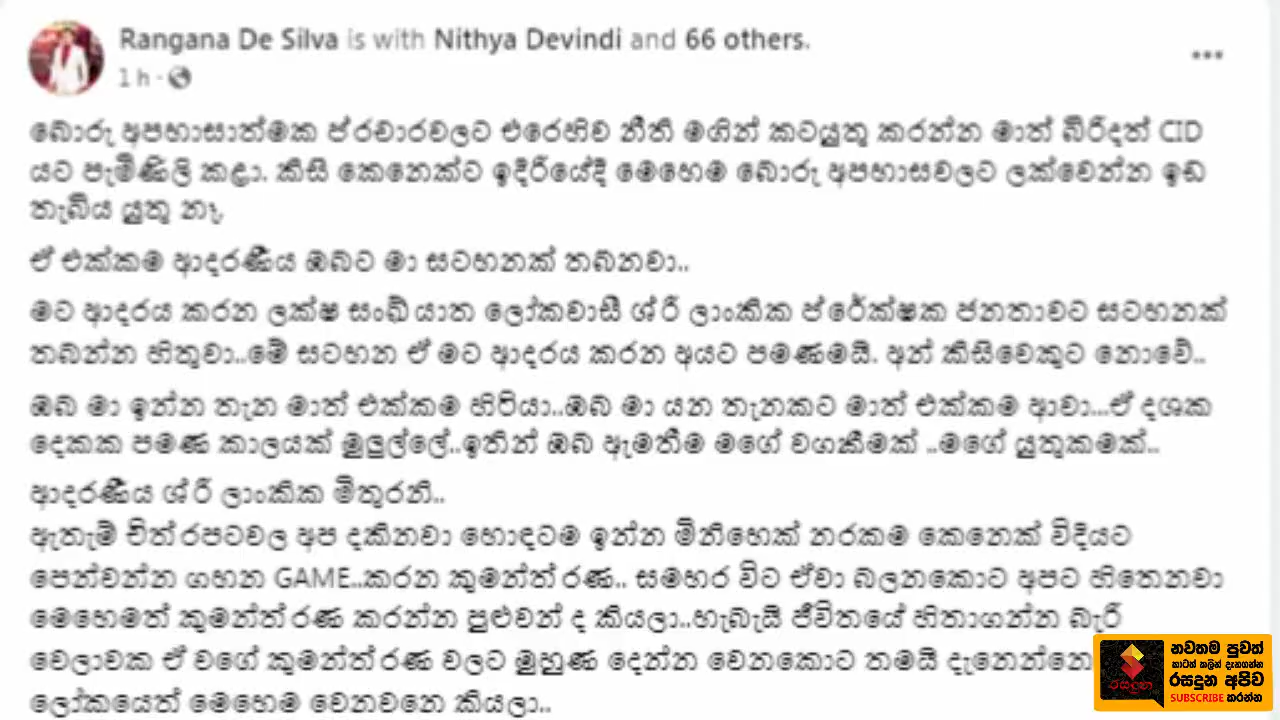 Rangana De Silva is with Nithya Devindi and 66 others.
1 h ·
බොරු අපහාසාත්මක ප්‍රචාරවලට එරෙහිව නීති මගින් කටයුතු කරන්න මාත් බිරිදත් CID
යට පැමිණිලි කළා. කිසි කෙනෙක්ට ඉදිරියේදී මෙහෙම බොරු අපහාසවලට ලක්වෙන්න ඉඩ
තැබිය යුතු නෑ.
ඒ එක්කම ආදරණීය ඔබට මා සටහනක් තබනවා..
මට ආදරය කරන ලක්ෂ සංඛ්‍යාත ලෝකවාසී ශ්‍රී ලාංකික ප්‍රේක්ෂක ජනතාවට සටහනක්
තබන්න හිතුවා..මේ සටහන ඒ මට ආදරය කරන අයට පමණමයි. අන් කිසිවෙකුට නොවේ..
ඔබ මා ඉන්න තැන මාත් එක්කම හිටියා..ඔබ මා යන තැනකට මාත් එක්කම ආවා...ඒ දශක
දෙකක පමණ කාලයක් මුලුල්ලේ..ඉතින් ඔබ ඇමතීම මගේ වගකීමක් ..මගේ යුතුකමක්..
ආදරණීය ශ්‍රී ලාංකික මිතුරනි..
ඇතැම් චිත්‍රපටවල අප දකිනවා හොඳටම ඉන්න මිනිහෙක් නරකම කෙනෙක් විදියට
පෙන්වන්න ගහන GAME..කරන කුමන්ත්‍රණ.. සමහර විට ඒවා බලනකොට අපට හිතෙනවා
මෙහෙමත් කුමන්ත්‍රණ කරන්න පුළුවන් ද කියලා..හැබැයි ජීවිතයේ හිතාගන්න බැරි
වෙලාවක ඒ වගේ කුමන්ත්‍රණ වලට මුහුණ දෙන්න වෙනකොට තමයි දැනෙන්නෙ
ලෝකයෙත් මෙහෙම වෙනවනෙ කියලා..
රසදුන
නවතම පුවත්
කාටත් කලින් දැනගන්න
රසදුන අපිව
SUBSCRIBE කරන්න